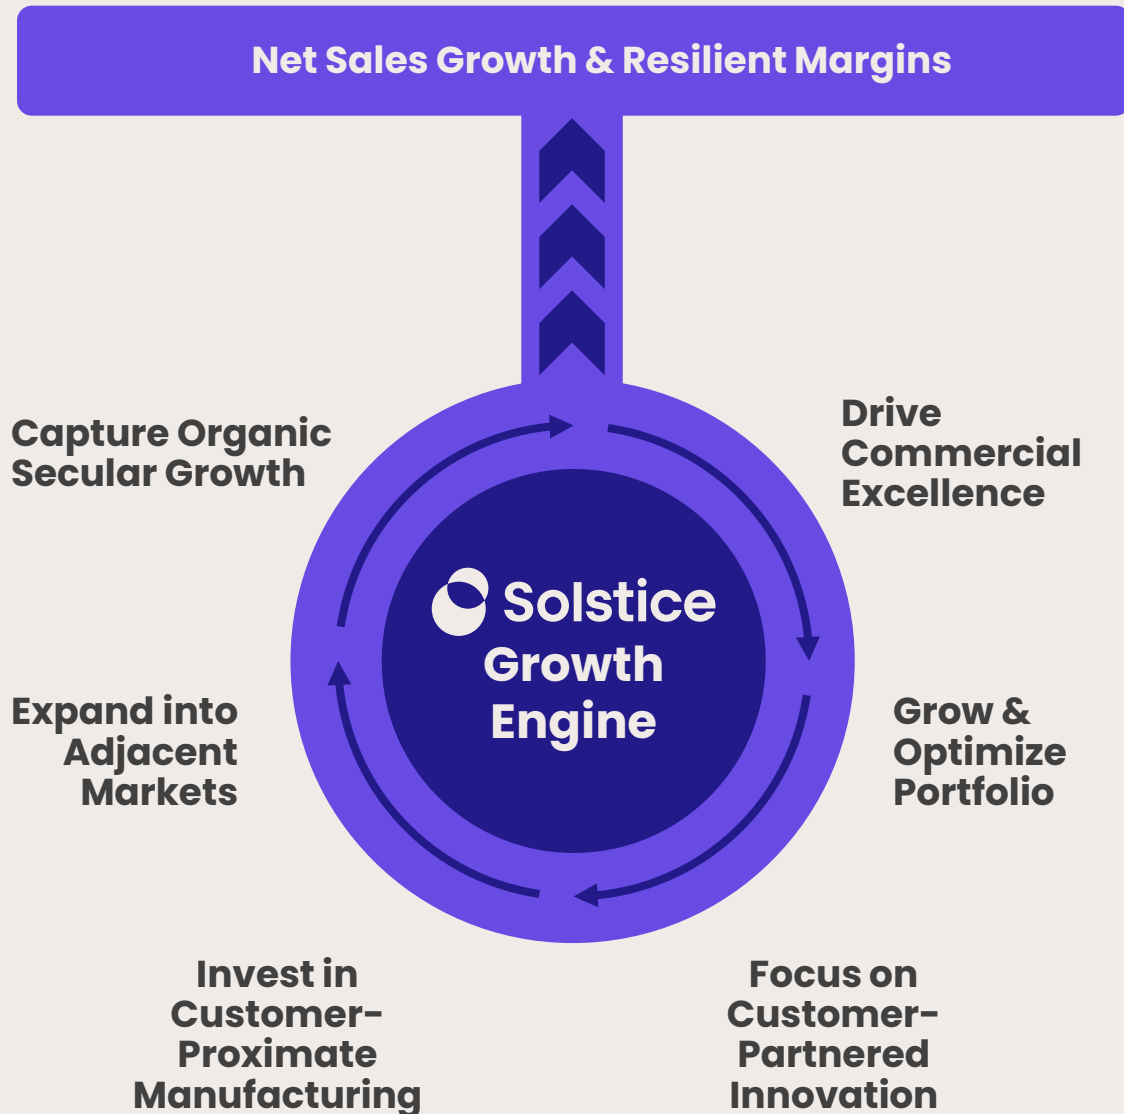 Net Sales Growth & Resilient Margins
Capture Organic
Secular Growth
Drive
Commercial
Excellence
Solstice
Growth
Engine
Expand into
Adjacent
Markets
Grow &
Optimize
Portfolio
Invest in
Customer-
Proximate
Manufacturing
Focus on
Customer-
Partnered
Innovation